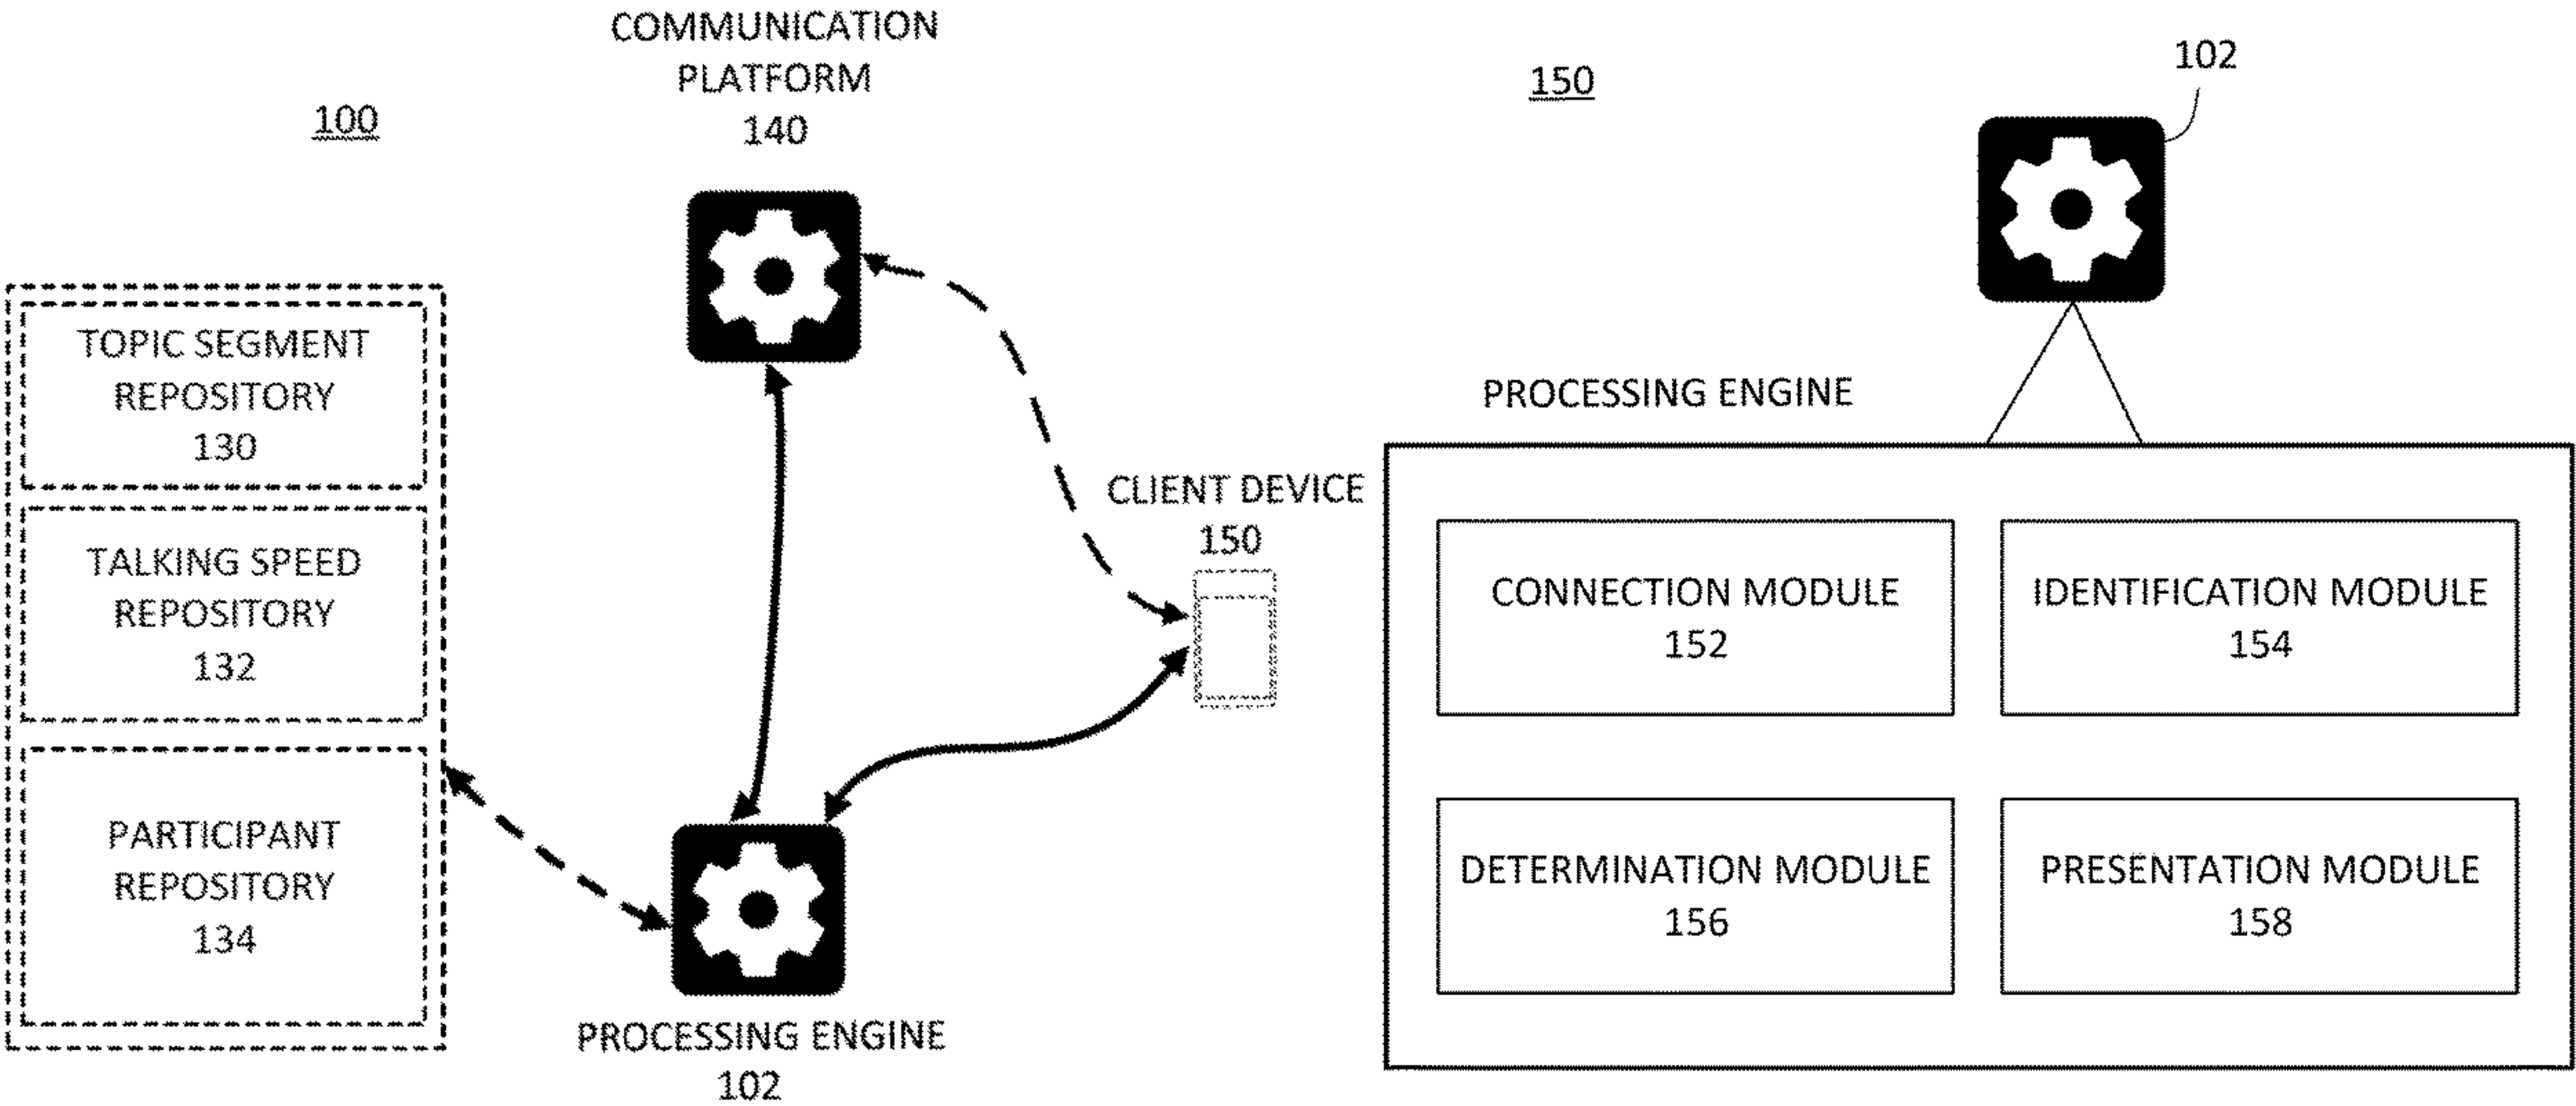 100
COMMUNICATION
PLATFORM
140
TOPIC SEGMENT
REPOSITORY
130
TALKING SPEED
REPOSITORY
132
PARTICIPANT
REPOSITORY
134
CLIENT DEVICE
150
PROCESSING ENGINE
102
150
102
PROCESSING ENGINE
CONNECTION MODULE
152
IDENTIFICATION MODULE
154
DETERMINATION MODULE
156
PRESENTATION MODULE
158